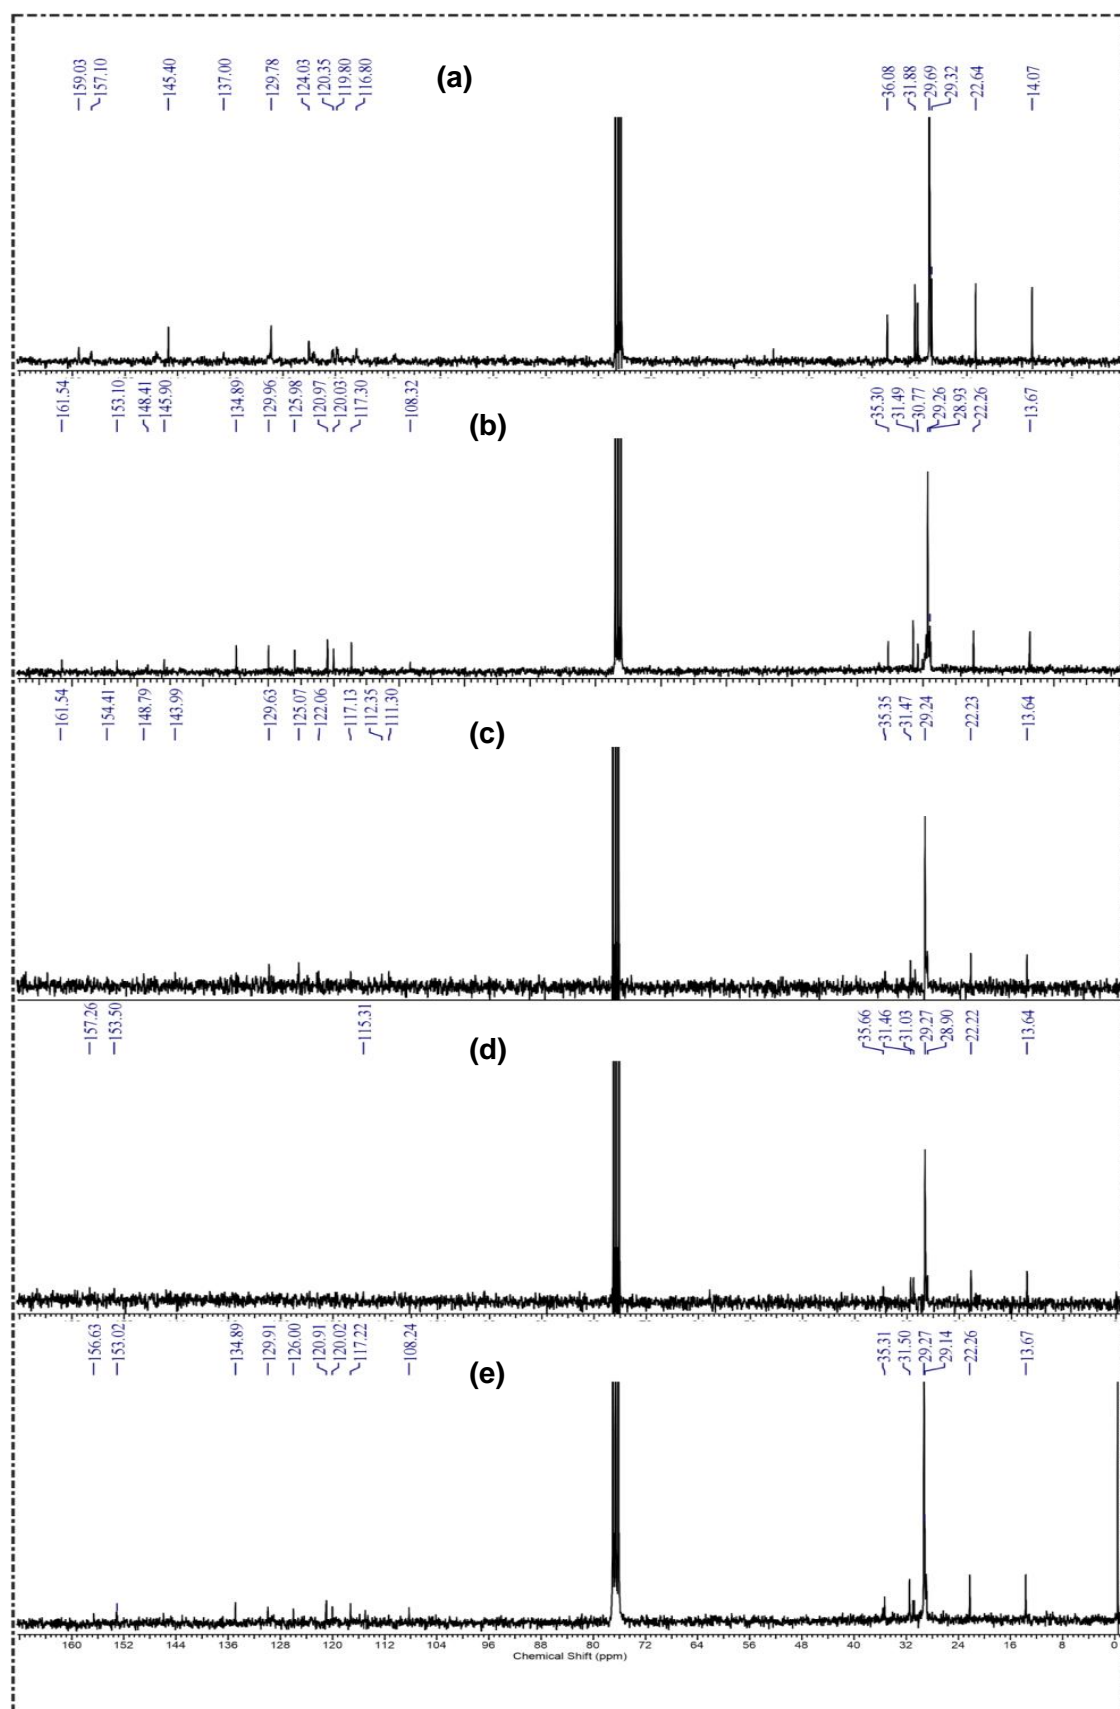 159.03 157.10 145.40 137.00 129.78 124.03 120.35 119.80 116.80 (a) 36.08 31.88 29.69 29.32 22.64 14.07
161.54 153.10 148.41 145.90 134.89 129.96 125.98 120.97 120.03 117.30 108.32 (b) 35.30 31.49 30.77 29.26 28.93 22.26 13.67
161.54 154.41 148.79 143.99 129.63 125.07 122.06 117.13 112.35 111.30 (c) 35.35 31.47 29.24 22.23 13.64
157.26 153.50 115.31 (d) 35.66 31.46 31.03 29.27 28.90 22.22 13.64
156.63 153.02 134.89 129.91 126.00 120.91 120.02 117.22 108.24 (e) 35.31 31.50 29.27 29.14 22.26 13.67
160 152 144 136 128 120 112 104 96 88 80 72 64 56 48 40 32 24 16 8 0
Chemical Shift (ppm)